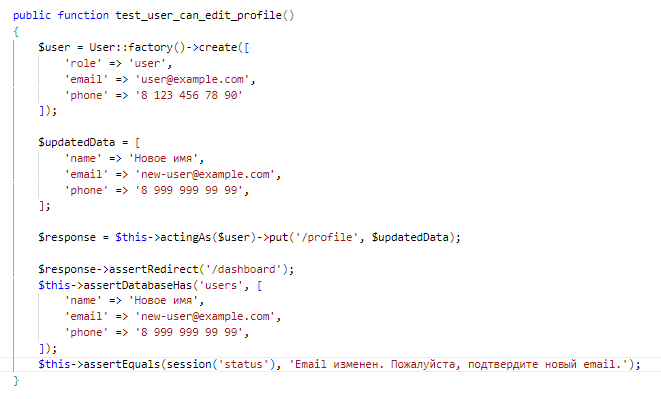 public function test_user_can_edit_profile()
{
    $user = User::factory()->create([
        'role' => 'user',
        'email' => 'user@example.com',
        'phone' => '8 123 456 78 90'
    ]);

    $updatedData = [
        'name' => 'Новое имя',
        'email' => 'new-user@example.com',
        'phone' => '8 999 999 99 99',
    ];

    $response = $this->actingAs($user)->put('/profile', $updatedData);

    $response->assertRedirect('/dashboard');
    $this->assertDatabaseHas('users', [
        'name' => 'Новое имя',
        'email' => 'new-user@example.com',
        'phone' => '8 999 999 99 99',
    ]);
    $this->assertEquals(session('status'), 'Email изменен. Пожалуйста, подтвердите новый email.');
}